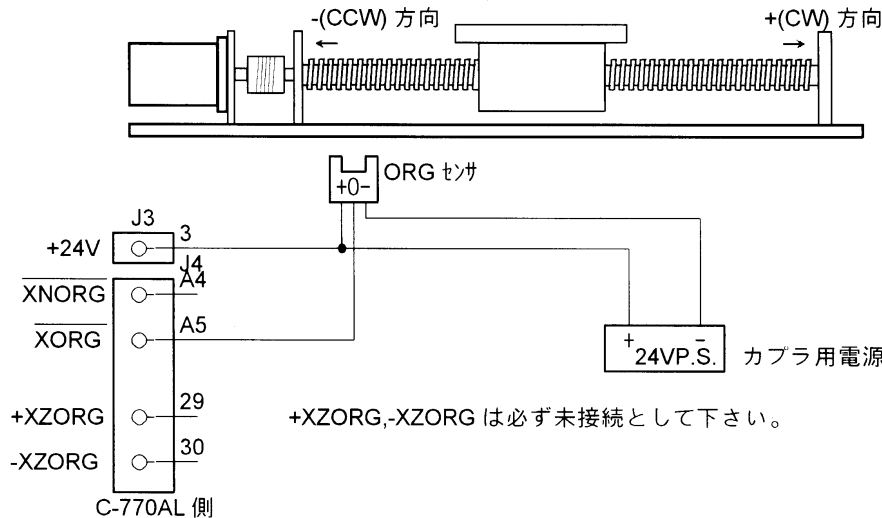 -(CCW) 方向
+(CW) 方向
ORG ｾﾝｻ
+O-
J3
+24V
3
J4
XNORG
A4
XORG
A5
+ -
24VP.S.
カプラ用電源
+XZORG
29
+XZORG,-XZORG は必ず未接続として下さい。
-XZORG
30
C-770AL 側